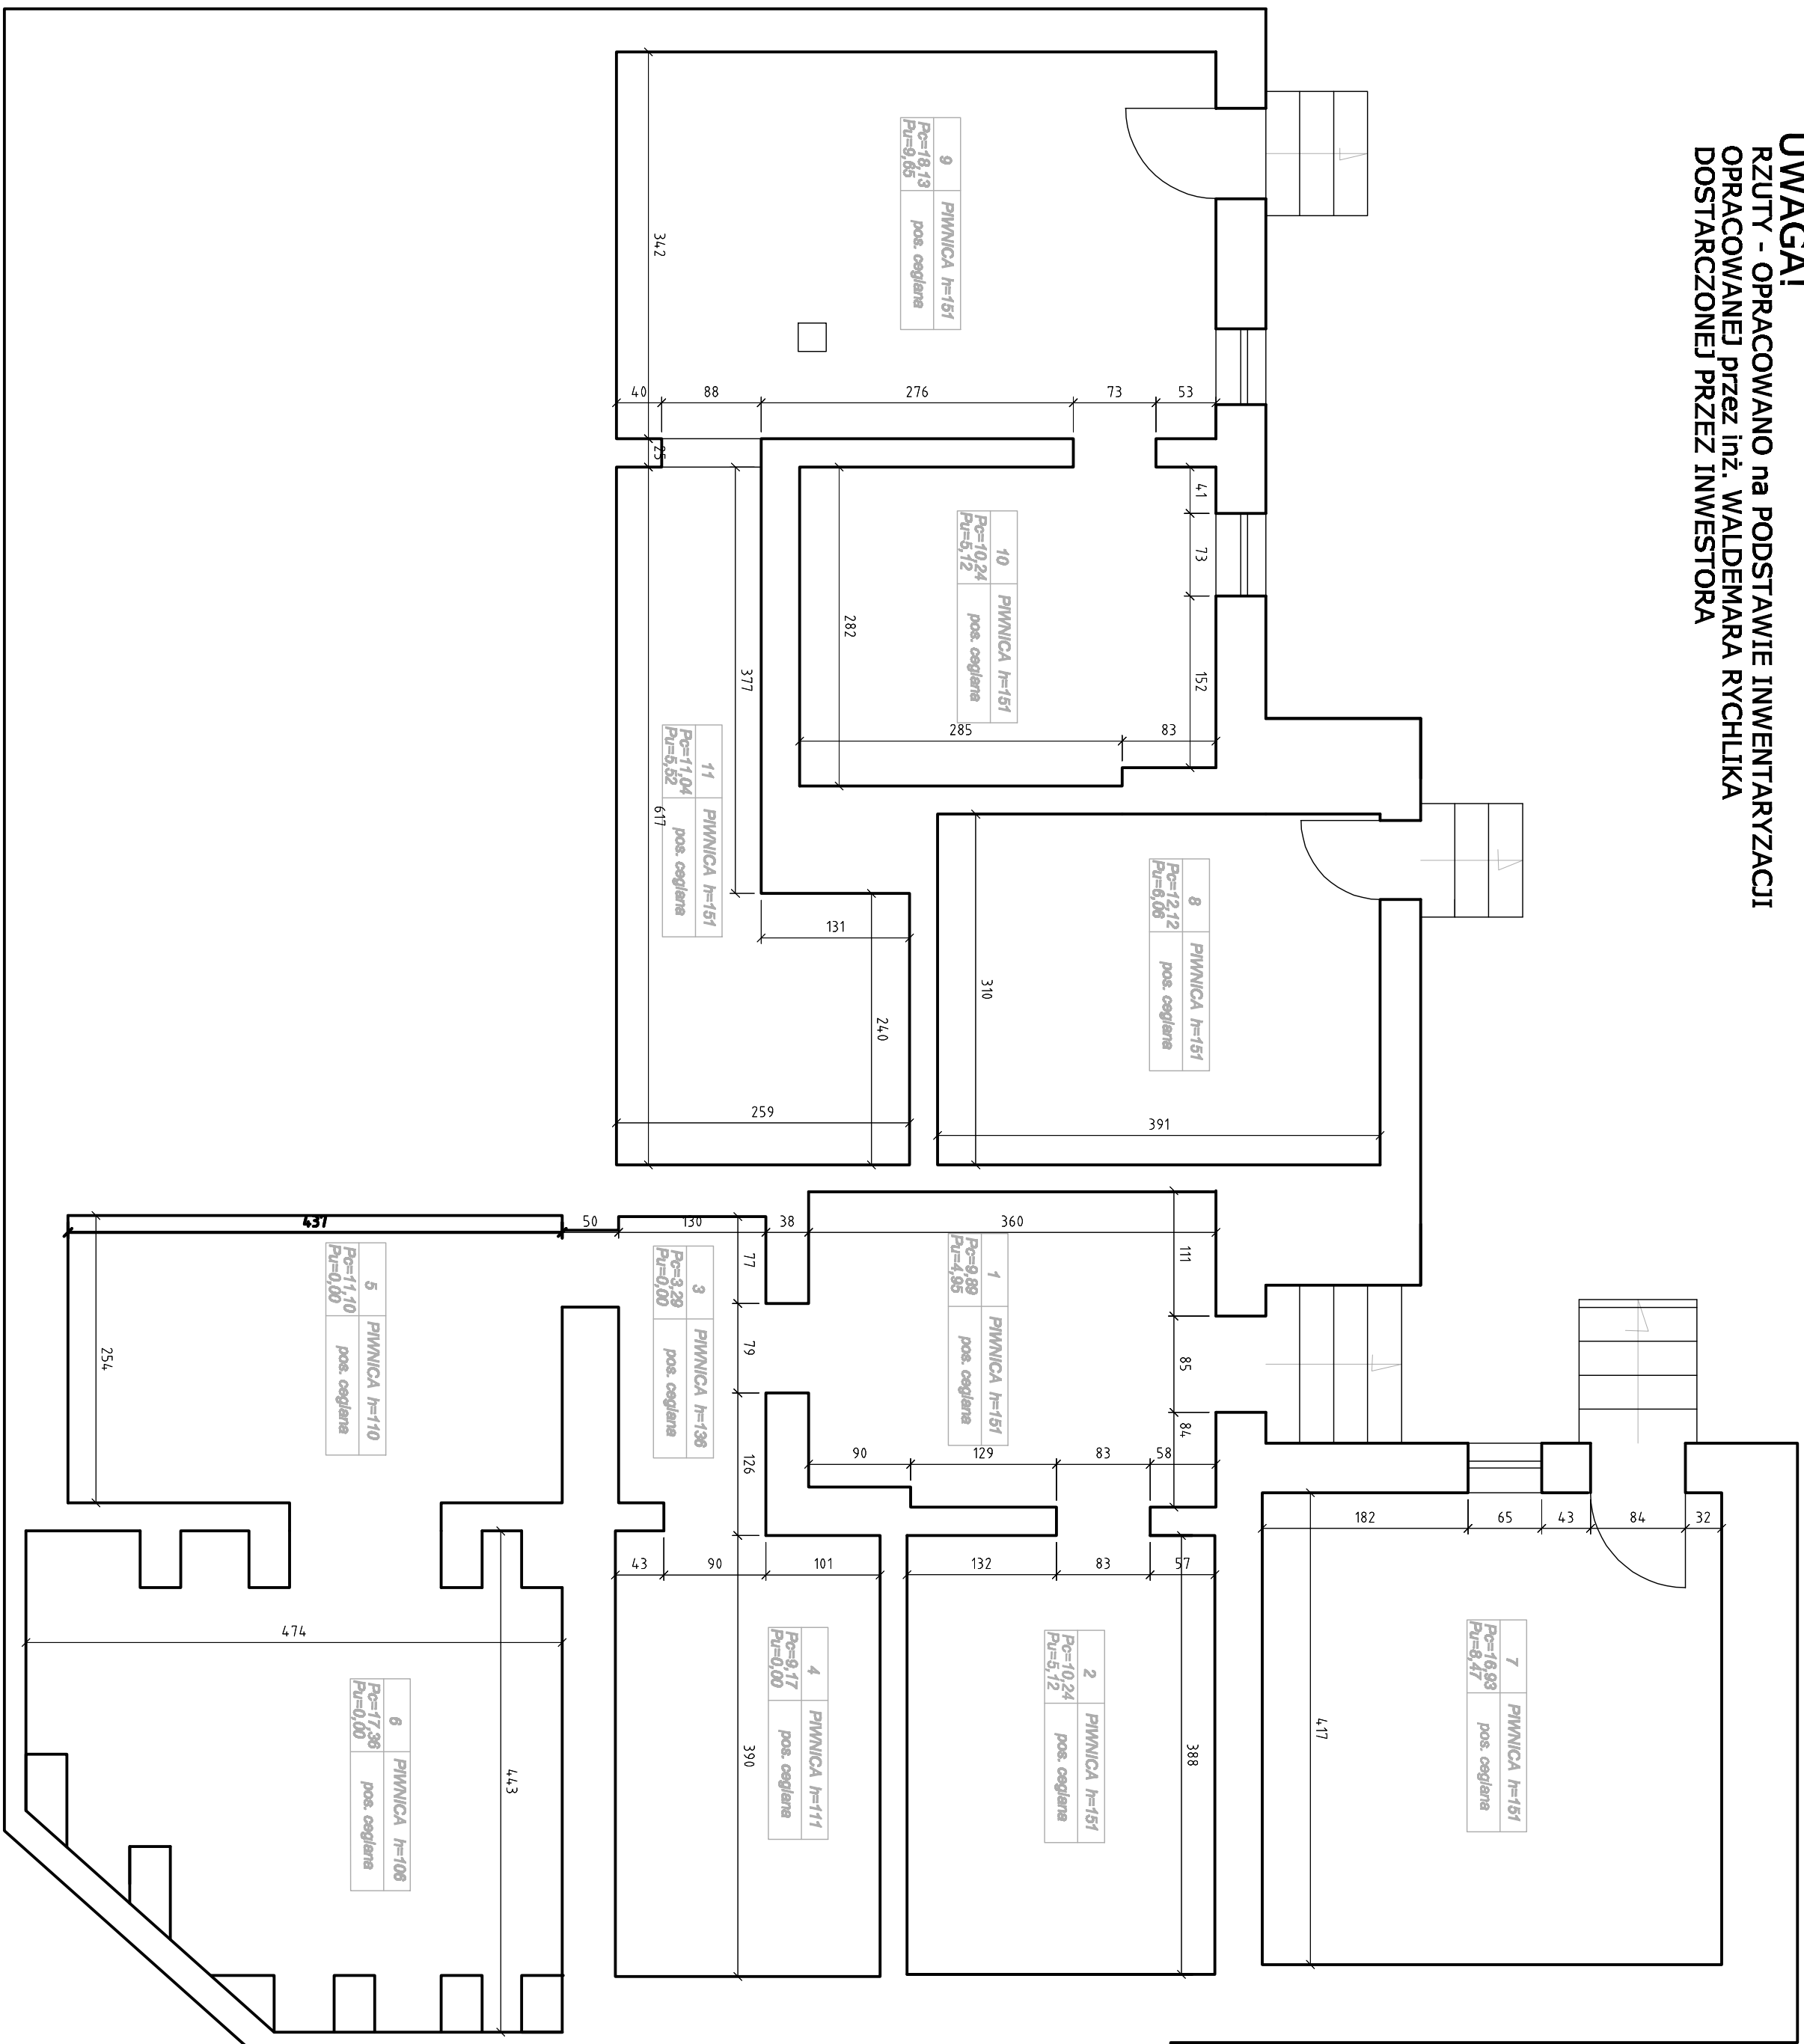 UWAGA!
RZUTY - OPRACOWANO na PODSTAWIE INWENTARYZACJI
OPRACOWANEJ przez inż. WALDEMARA RYCHLIKA
DOSTARCZONEJ PRZEZ INWESTORA
9 PIWNICA h=151
Pc=18,13
Pu=9,65 pos. ceglana
342
40 88 276 73 53
25
41 73 152
10 PIWNICA h=151
Pc=10,24
Pu=5,12 pos. ceglana
282
377
285 83
11 PIWNICA h=151
Pc=11,04
Pu=5,52 pos. ceglana
617
131
240
259
8 PIWNICA h=151
Pc=12,12
Pu=6,06 pos. ceglana
310
391
437 50 130 38 360
111
85
84
77
79
126
1 PIWNICA h=151
Pc=9,89
Pu=4,95 pos. ceglana
3 PIWNICA h=136
Pc=3,29
Pu=0,00 pos. ceglana
5 PIWNICA h=110
Pc=11,10
Pu=0,00 pos. ceglana
254
90 129 83 58
182 65 43 84 32
43 90 101
132 83 57
474
7 PIWNICA h=151
Pc=16,93
Pu=8,47 pos. ceglana
417
2 PIWNICA h=151
Pc=10,24
Pu=5,12 pos. ceglana
388
4 PIWNICA h=111
Pc=9,17
Pu=0,00 pos. ceglana
390
6 PIWNICA h=106
Pc=17,36
Pu=0,00 pos. ceglana
443